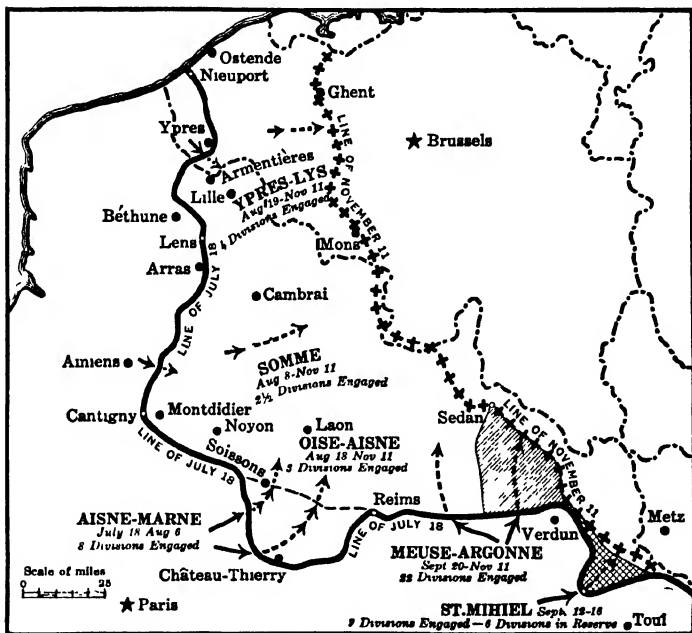 Ostende
Nieuport
Ghent
Ypres
Brussels
Armentières
Lille
YPRES-LYS
Aug 19-Nov 11
4 Divisions Engaged
LINE OF NOVEMBER 11
Béthune
Lens
Mons
Arras
LINE OF JULY 18
Cambrai
Amiens
SOMME
Aug 8-Nov 11
2½ Divisions Engaged
Cantigny
Montdidier
Noyon
Laon
Sedan
LINE OF NOVEMBER 11
LINE OF JULY 18
Soissons
OISE-AISNE
Aug 18 Nov 11
3 Divisions Engaged
AISNE-MARNE
July 18 Aug 6
8 Divisions Engaged
Reims
LINE OF JULY 18
Verdun
Metz
MEUSE-ARGONNE
Sept 20-Nov 11
22 Divisions Engaged
Château-Thierry
Scale of miles
0 25
Paris
ST. MIHIEL Sept. 12-16
9 Divisions Engaged-6 Divisions in Reserve
Toul